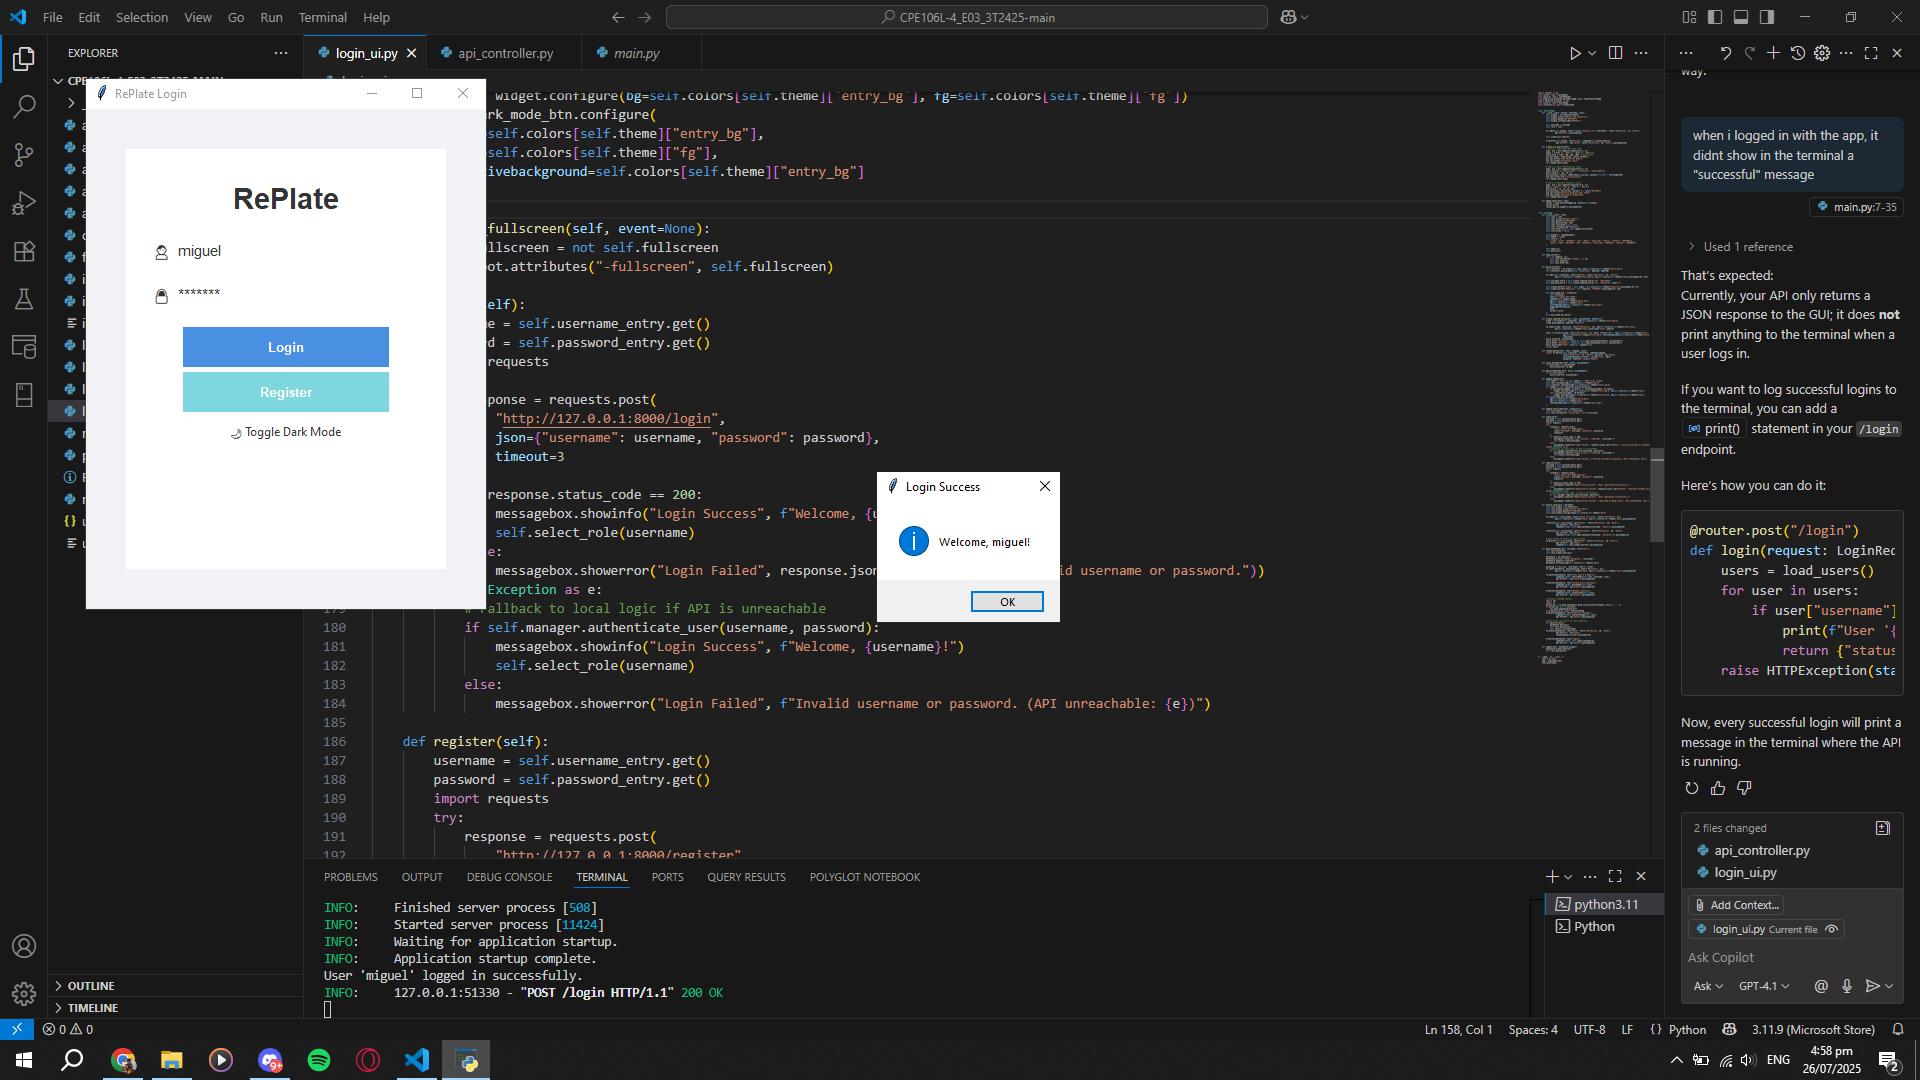 File Edit Selection View Go Run Terminal Help
CPE106L-4_E03_3T2425-main
EXPLORER
login_ui.py
api_controller.py
main.py
RePlate Login
RePlate
miguel
*******
Login
Register
Toggle Dark Mode
widget.configure(bg=self.colors[self.theme]["entry_bg"], fg=self.colors[self.theme]["fg"])
rk_mode_btn.configure(
=self.colors[self.theme]["entry_bg"],
=self.colors[self.theme]["fg"],
ivebackground=self.colors[self.theme]["entry_bg"]
_fullscreen(self, event=None):
llscreen = not self.fullscreen
ot.attributes("-fullscreen", self.fullscreen)
elf):
e = self.username_entry.get()
d = self.password_entry.get()
requests
ponse = requests.post(
"http://127.0.0.1:8000/login",
json={"username": username, "password": password},
timeout=3
response.status_code == 200:
messagebox.showinfo("Login Success", f"Welcome, {u
self.select_role(username)
e:
messagebox.showerror("Login Failed", response.json
id username or password."))
Exception as e:
# Fallback to local logic if API is unreachable
180 if self.manager.authenticate_user(username, password):
181 messagebox.showinfo("Login Success", f"Welcome, {username}!")
182 self.select_role(username)
183 else:
184 messagebox.showerror("Login Failed", f"Invalid username or password. (API unreachable: {e})")
185
186 def register(self):
187 username = self.username_entry.get()
188 password = self.password_entry.get()
189 import requests
190 try:
191 response = requests.post(
192 "http://127.0.0.1:8000/register"
Login Success
Welcome, miguel!
OK
OUTLINE
TIMELINE
PROBLEMS OUTPUT DEBUG CONSOLE TERMINAL PORTS QUERY RESULTS POLYGLOT NOTEBOOK
INFO: Finished server process [508]
INFO: Started server process [11424]
INFO: Waiting for application startup.
INFO: Application startup complete.
User 'miguel' logged in successfully.
INFO: 127.0.0.1:51330 - "POST /login HTTP/1.1" 200 OK
python3.11
Python
way.
when i logged in with the app, it
didnt show in the terminal a
"successful" message
main.py:7-35
Used 1 reference
That's expected:
Currently, your API only returns a
JSON response to the GUI; it does not
print anything to the terminal when a
user logs in.
If you want to log successful logins to
the terminal, you can add a
print() statement in your /login
endpoint.
Here's how you can do it:
@router.post("/login")
def login(request: LoginRec
users = load_users()
for user in users:
if user["username"]
print(f"User '{
return {"status
raise HTTPException(sta
Now, every successful login will print a
message in the terminal where the API
is running.
2 files changed
api_controller.py
login_ui.py
Add Context...
login_ui.py Current file
Ask Copilot
Ask GPT-4.1
0 0
Ln 158, Col 1 Spaces: 4 UTF-8 LF {} Python 3.11.9 (Microsoft Store)
9+
ENG
4:58 pm
26/07/2025
2